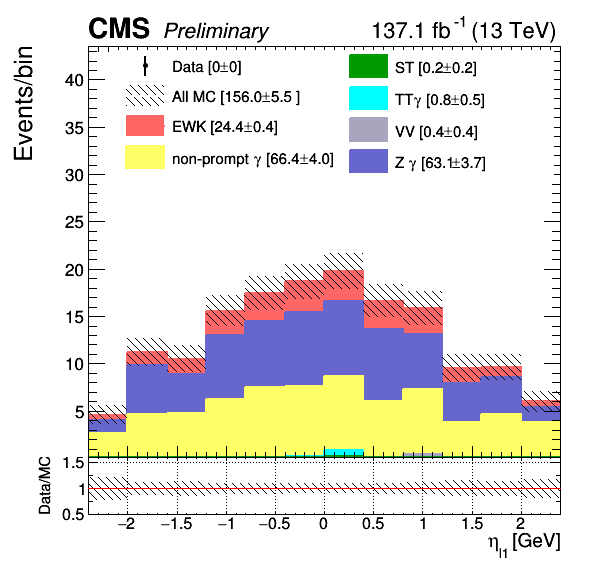 CMS Preliminary 137.1 fb⁻¹ (13 TeV)
Events/bin
Data [0±0]
All MC [156.0±5.5 ]
EWK [24.4±0.4]
non-prompt γ [66.4±4.0]
ST [0.2±0.2]
TTγ [0.8±0.5]
VV [0.4±0.4]
Z γ [63.1±3.7]
40
35
30
25
20
15
10
5
Data/MC
1.5
1
0.5
−2 −1.5 −1 −0.5 0 0.5 1 1.5 2
η_l1 [GeV]